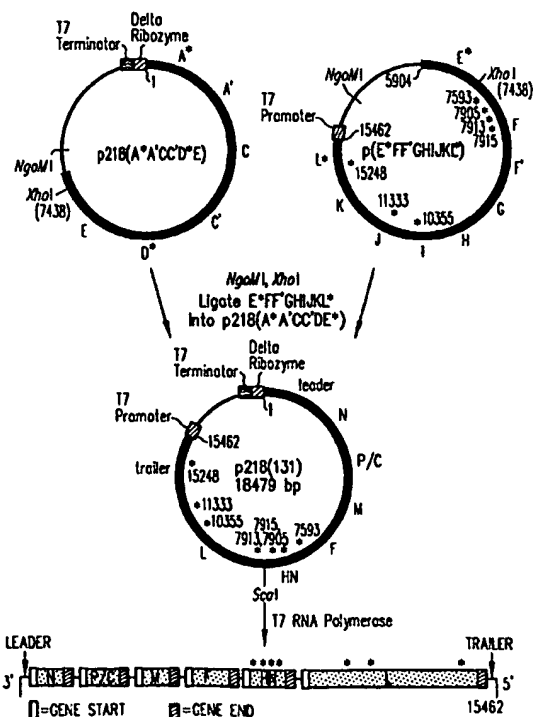 T7
Terminator
Delta
Ribozyme
A*
A'
1
C
p218(A*A'CC'D*E)
NgoMI
XhoI
(7438)
E
D*
C'
E*
NgoMI
5904
XhoI
(7438)
7593
7905
7913
7915
T7
Promoter
15462
F
p(E*FF'GHIJKL*)
L*
15248
F'
K
11333
10355
G
J
I
H
NgoMI, XhoI
Ligate E*FF'GHIJKL*
Into p218(A*A'CC'DE*)
T7
Terminator
Delta
Ribozyme
leader
T7
Promoter
1
N
15462
trailer
p218(131)
18479 bp
P/C
15248
11333
10355
7915,
7913,7905
7593
M
L
F
HN
ScaI
T7 RNA Polymerase
LEADER
TRAILER
3'
N
P/C
M
F
HN
L
5'
15462
=GENE START
=GENE END